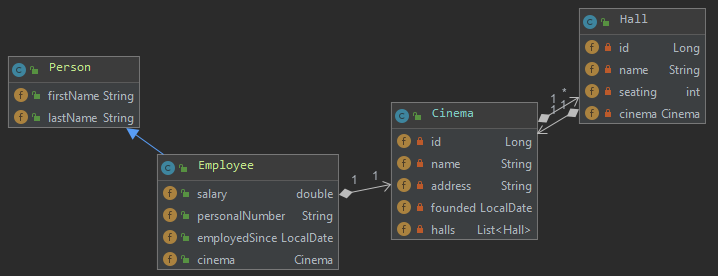 Person
firstName String
lastName String
Employee
salary double
personalNumber String
employedSince LocalDate
cinema Cinema
1 1
Cinema
id Long
name String
address String
founded LocalDate
halls List<Hall>
1 *
1 1
Hall
id Long
name String
seating int
cinema Cinema